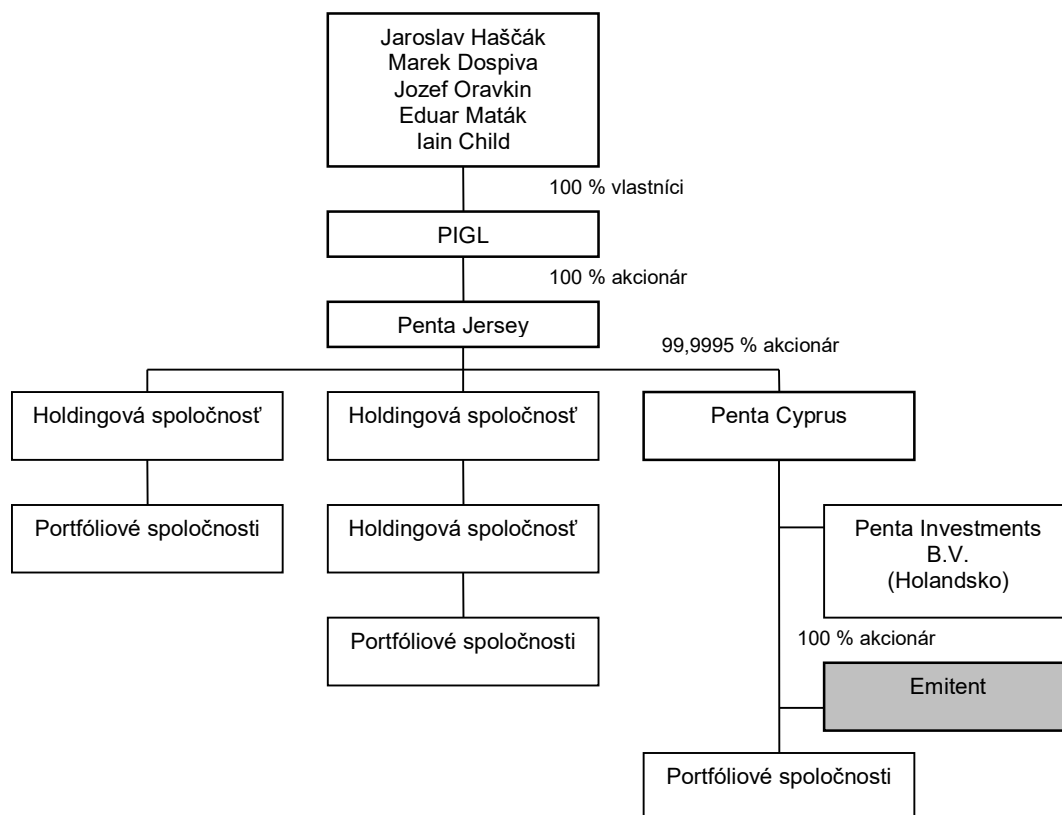 Jaroslav Haščák
Marek Dospiva
Jozef Oravkin
Eduar Maták
Iain Child
100 % vlastníci
PIGL
100 % akcionár
Penta Jersey
99,9995 % akcionár
Holdingová spoločnosť
Holdingová spoločnosť
Penta Cyprus
Portfóliové spoločnosti
Holdingová spoločnosť
Penta Investments
B.V.
(Holandsko)
Portfóliové spoločnosti
100 % akcionár
Emitent
Portfóliové spoločnosti